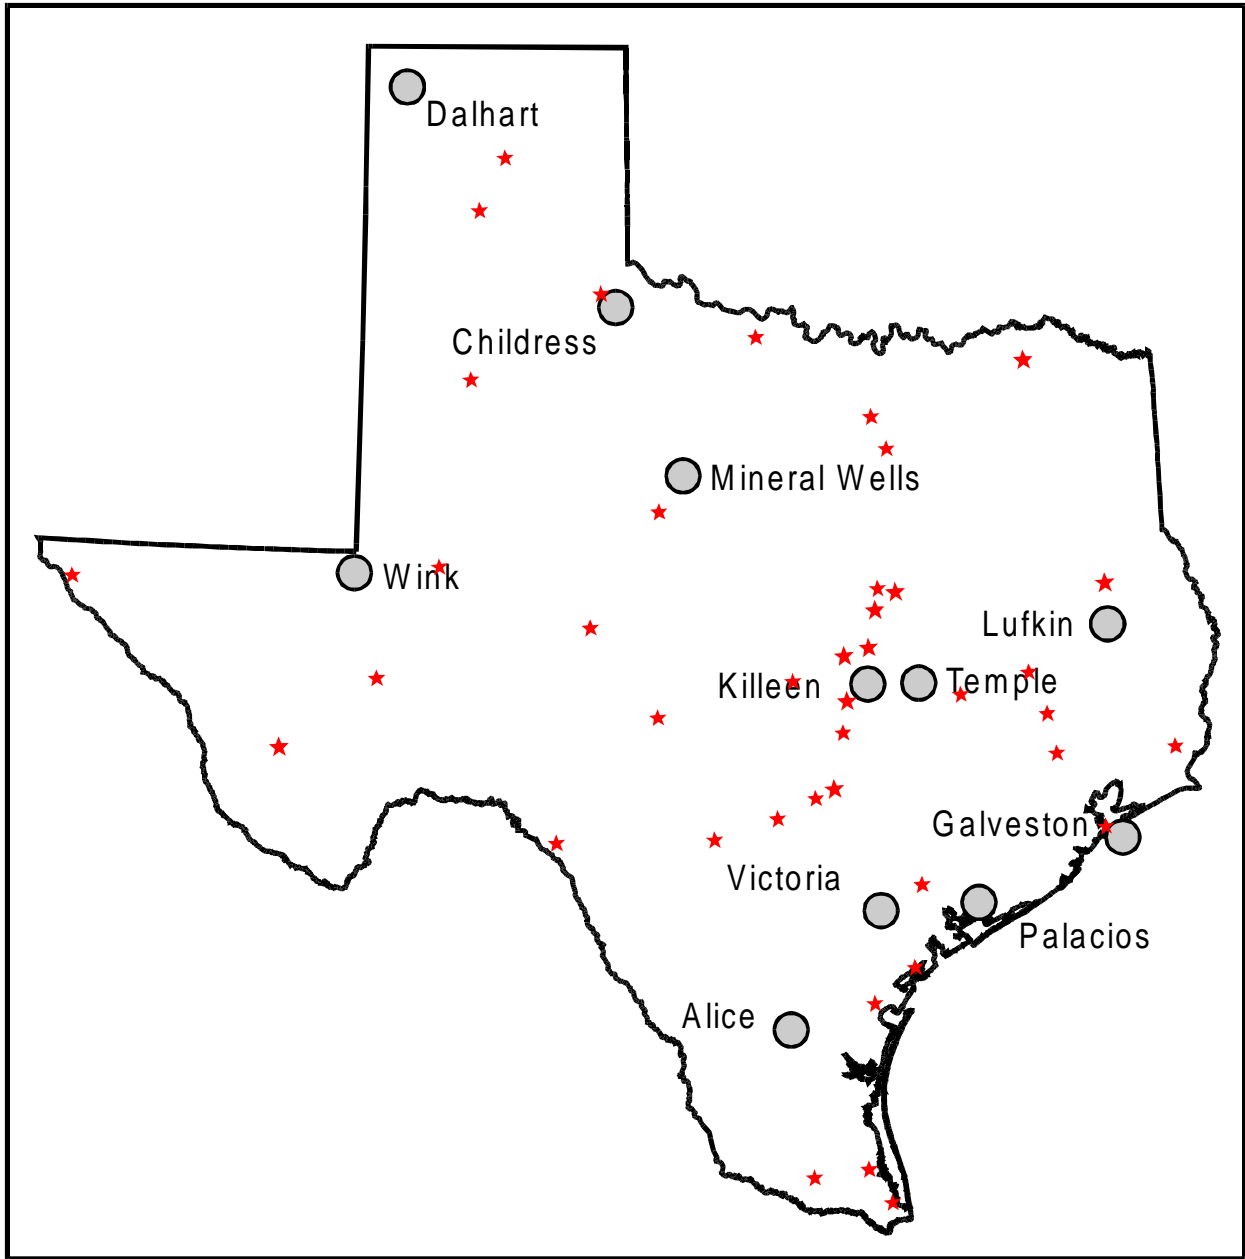 Dalhart
Childress
Mineral Wells
Wink
Lufkin
Killeen
Temple
Galveston
Victoria
Palacios
Alice